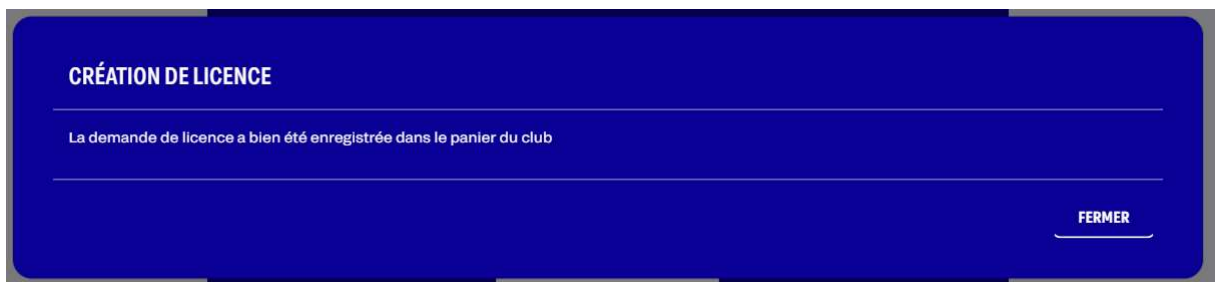 CRÉATION DE LICENCE
La demande de licence a bien été enregistrée dans le panier du club
FERMER